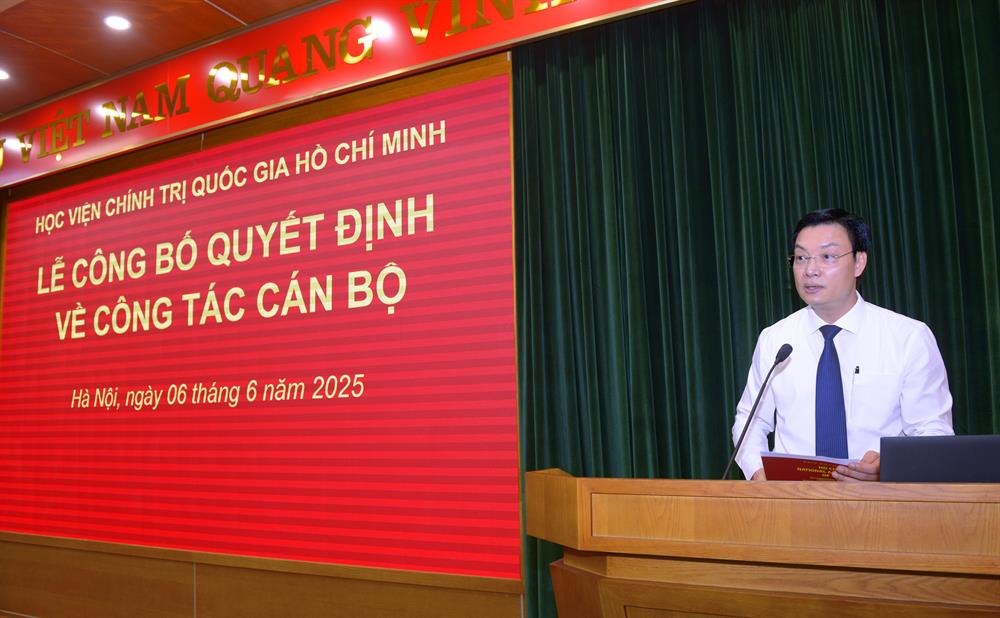 VIỆT NAM QUANG VINH
HỌC VIỆN CHÍNH TRỊ QUỐC GIA HỒ CHÍ MINH
LỄ CÔNG BỐ QUYẾT ĐỊNH
VỀ CÔNG TÁC CÁN BỘ
Hà Nội, ngày 06 tháng 6 năm 2025
NATIONAL